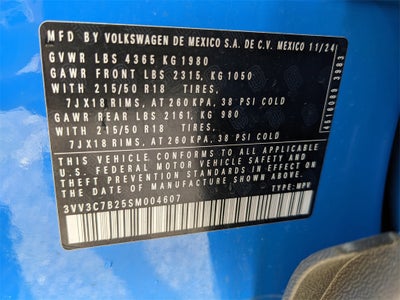 MFD BY VOLKSWAGEN DE MEXICO S.A. DE C.V. MEXICO 11/24
GVWR LBS 4365 KG 1980
GAWR FRONT LBS 2315, KG 1050
WITH 215/50 R18 TIRES,
7JX18 RIMS, AT 260 KPA, 38 PSI COLD
GAWR REAR LBS 2161, KG 980
WITH 215/50 R18 TIRES,
7JX18 RIMS, AT 260 KPA, 38 PSI COLD
THIS VEHICLE CONFORMS TO ALL APPLICABLE
U.S. FEDERAL MOTOR VEHICLE SAFETY AND
THEFT PREVENTION STANDARDS IN EFFECT ON
THE DATE OF MANUFACTURE SHOWN ABOVE.
3VV3C7B25SM004607 TYPE: MPV